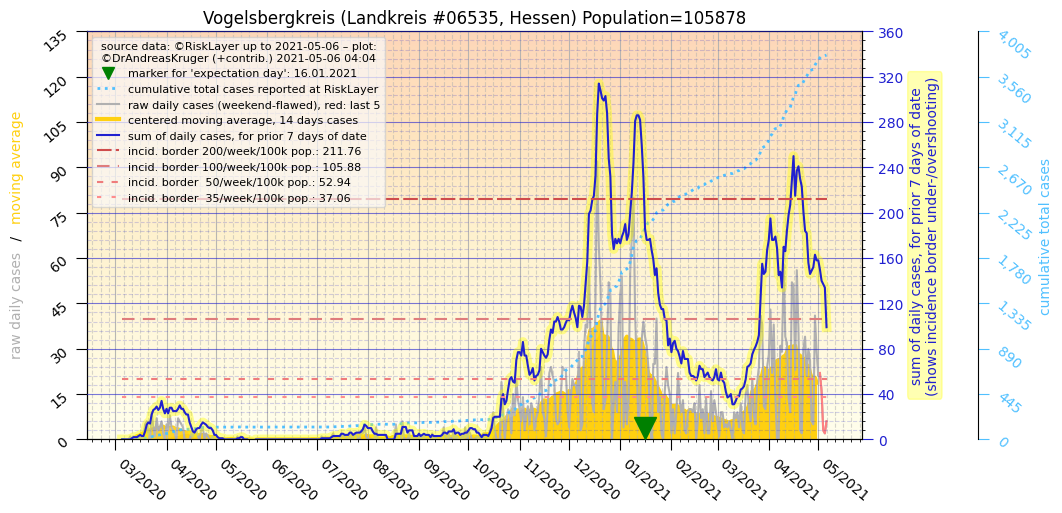 Vogelsbergkreis (Landkreis #06535, Hessen) Population=105878
source data: ©RiskLayer up to 2021-05-06 – plot:
©DrAndreasKruger (+contrib.) 2021-05-06 04:04
marker for 'expectation day': 16.01.2021
cumulative total cases reported at RiskLayer
raw daily cases (weekend-flawed), red: last 5
centered moving average, 14 days cases
sum of daily cases, for prior 7 days of date
incid. border 200/week/100k pop.: 211.76
incid. border 100/week/100k pop.: 105.88
incid. border 50/week/100k pop.: 52.94
incid. border 35/week/100k pop.: 37.06
raw daily cases / moving average
135
120
105
90
75
60
45
30
15
0
03/2020
04/2020
05/2020
06/2020
07/2020
08/2020
09/2020
10/2020
11/2020
12/2020
01/2021
02/2021
03/2021
04/2021
05/2021
360
320
280
240
200
160
120
80
40
0
sum of daily cases, for prior 7 days of date
(shows incidence border under-/overshooting)
4,005
3,560
3,115
2,670
2,225
1,780
1,335
890
445
0
cumulative total cases